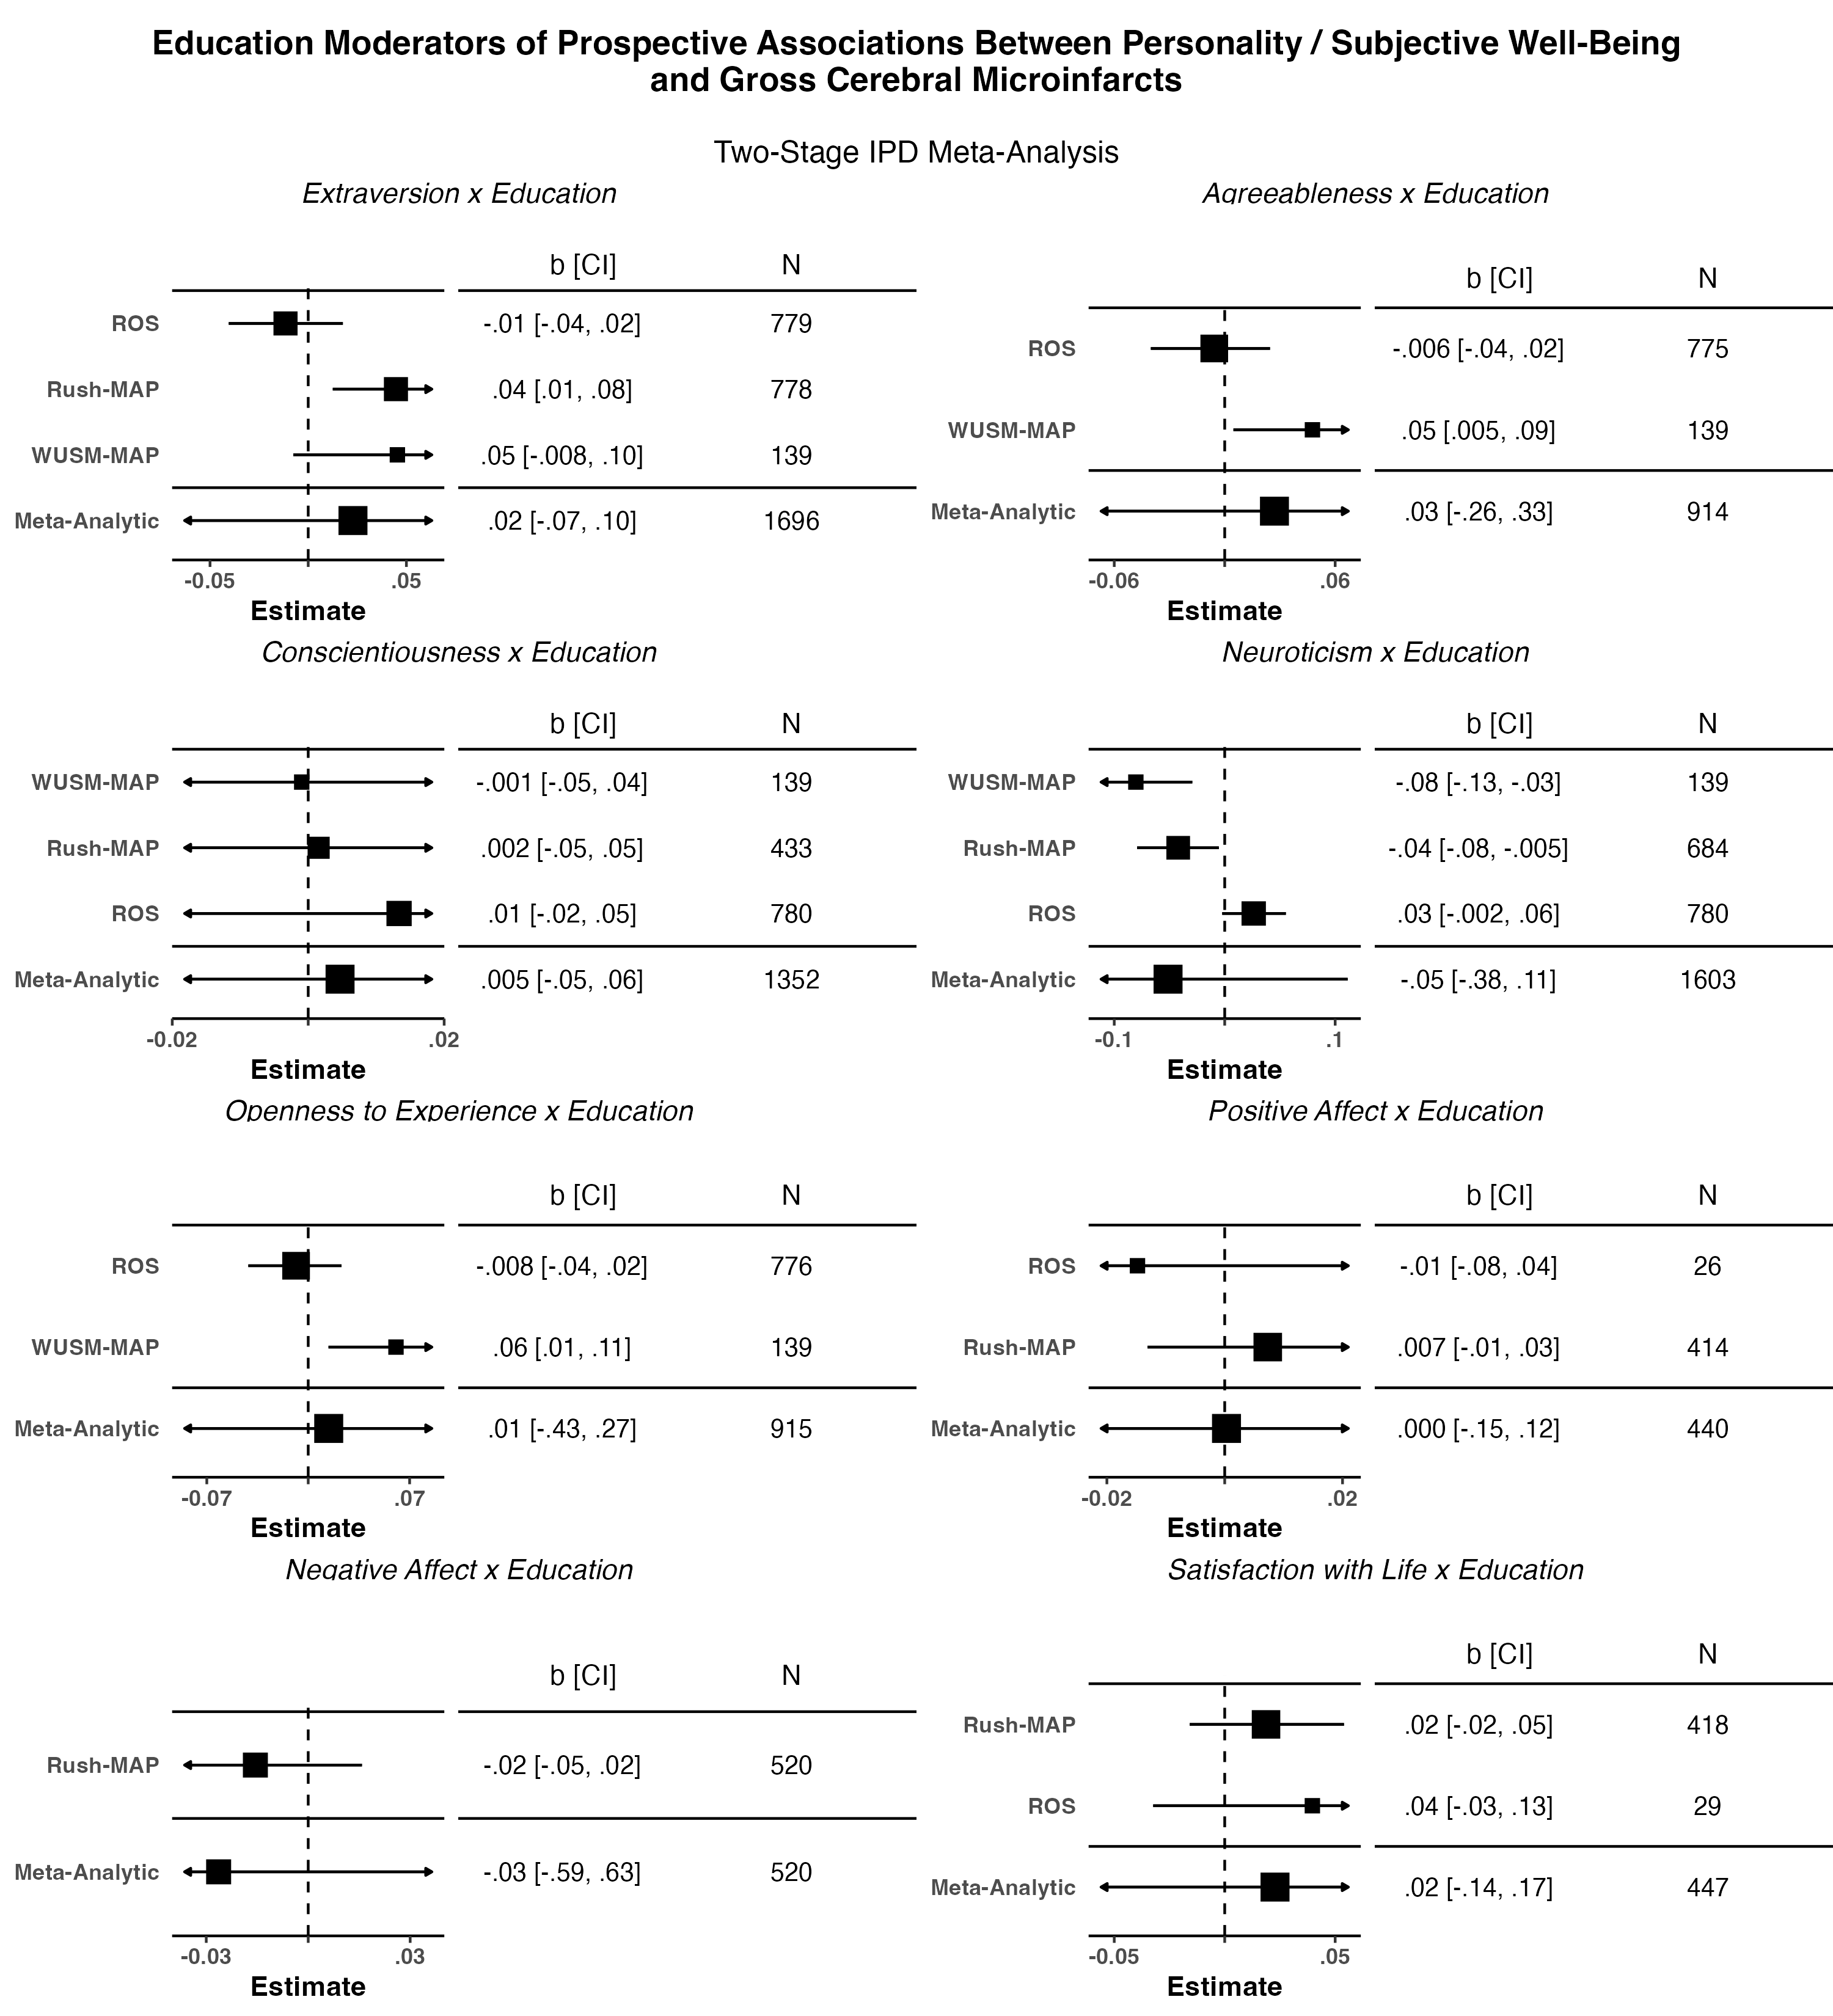 Education Moderators of Prospective Associations Between Personality / Subjective Well-Being
and Gross Cerebral Microinfarcts
Two-Stage IPD Meta-Analysis
Extraversion x Education
b [CI] N
ROS -.01 [-.04, .02] 779
Rush-MAP .04 [.01, .08] 778
WUSM-MAP .05 [-.008, .10] 139
Meta-Analytic .02 [-.07, .10] 1696
-0.05 .05
Estimate
Agreeableness x Education
b [CI] N
ROS -.006 [-.04, .02] 775
WUSM-MAP .05 [.005, .09] 139
Meta-Analytic .03 [-.26, .33] 914
-0.06 .06
Estimate
Conscientiousness x Education
b [CI] N
WUSM-MAP -.001 [-.05, .04] 139
Rush-MAP .002 [-.05, .05] 433
ROS .01 [-.02, .05] 780
Meta-Analytic .005 [-.05, .06] 1352
-0.02 .02
Estimate
Neuroticism x Education
b [CI] N
WUSM-MAP -.08 [-.13, -.03] 139
Rush-MAP -.04 [-.08, -.005] 684
ROS .03 [-.002, .06] 780
Meta-Analytic -.05 [-.38, .11] 1603
-0.1 .1
Estimate
Openness to Experience x Education
b [CI] N
ROS -.008 [-.04, .02] 776
WUSM-MAP .06 [.01, .11] 139
Meta-Analytic .01 [-.43, .27] 915
-0.07 .07
Estimate
Positive Affect x Education
b [CI] N
ROS -.01 [-.08, .04] 26
Rush-MAP .007 [-.01, .03] 414
Meta-Analytic .000 [-.15, .12] 440
-0.02 .02
Estimate
Negative Affect x Education
b [CI] N
Rush-MAP -.02 [-.05, .02] 520
Meta-Analytic -.03 [-.59, .63] 520
-0.03 .03
Estimate
Satisfaction with Life x Education
b [CI] N
Rush-MAP .02 [-.02, .05] 418
ROS .04 [-.03, .13] 29
Meta-Analytic .02 [-.14, .17] 447
-0.05 .05
Estimate